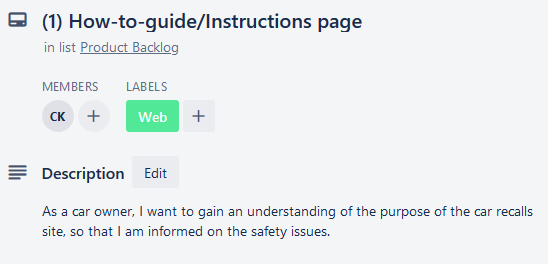 (1) How-to-guide/Instructions page
in list Product Backlog
MEMBERS LABELS
CK + Web +
Description Edit
As a car owner, I want to gain an understanding of the purpose of the car recalls
site, so that I am informed on the safety issues.